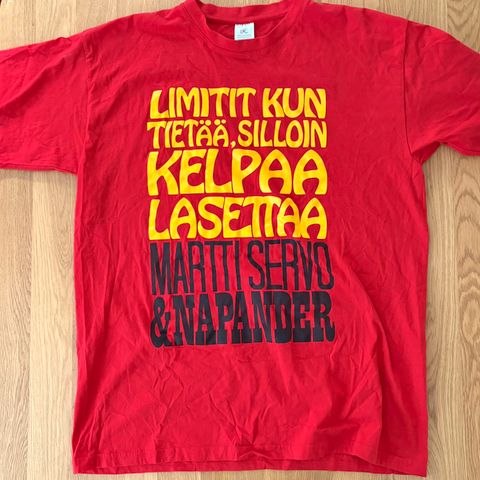 LIMITIT KUN
TIETÄÄ, SILLOIN
KELPAA
LASETTAA
MARTTI SERVO
&NAPANDER